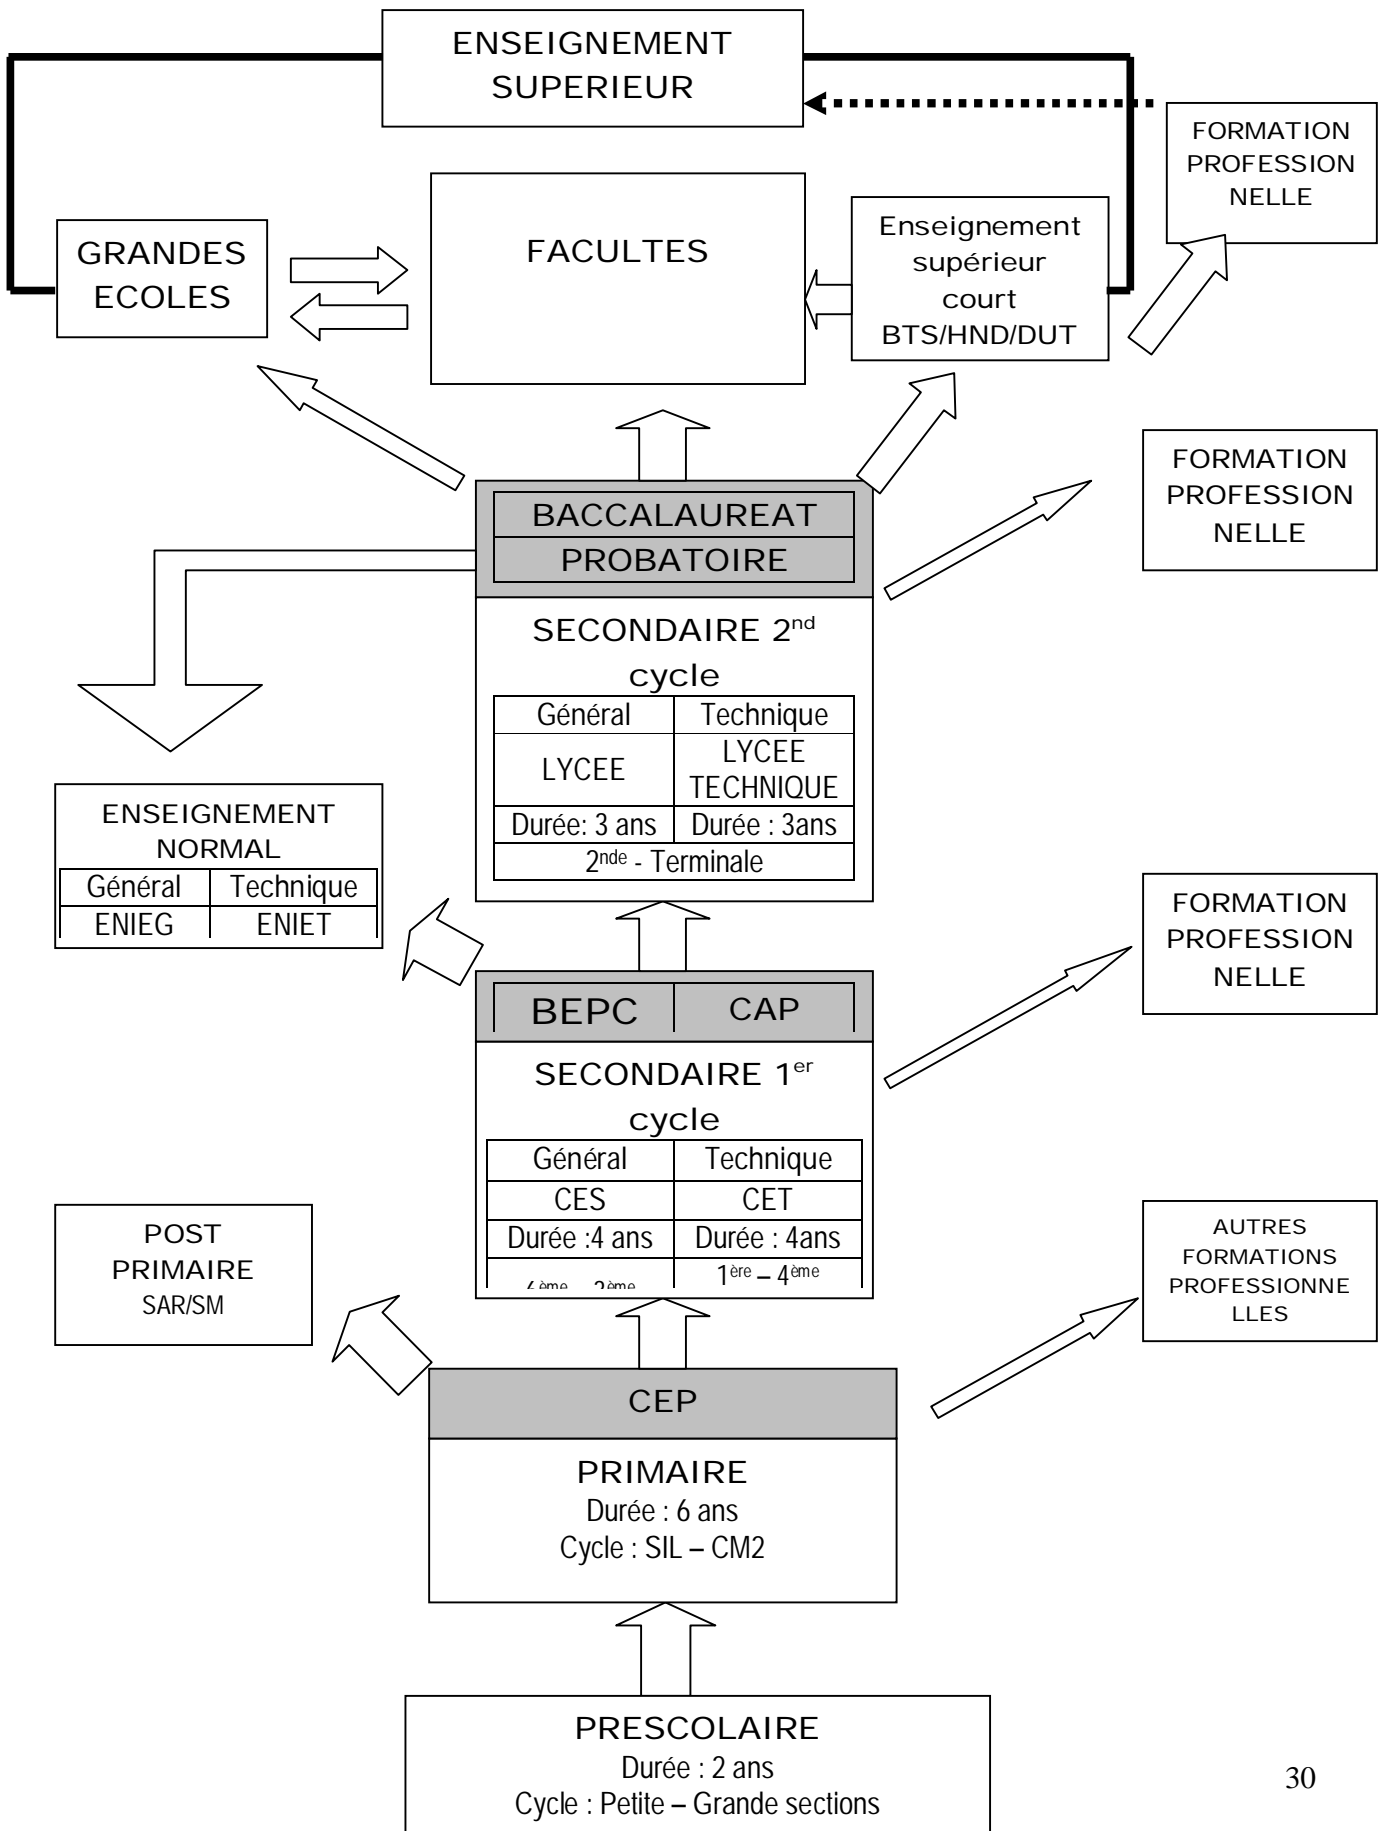 ENSEIGNEMENT
SUPERIEUR
FORMATION
PROFESSION
NELLE
GRANDES
ECOLES
FACULTES
Enseignement
supérieur
court
BTS/HND/DUT
FORMATION
PROFESSION
NELLE
BACCALAUREAT
PROBATOIRE
SECONDAIRE 2nd
cycle
Général Technique
LYCEE LYCEE
TECHNIQUE
Durée: 3 ans Durée : 3ans
2nde - Terminale
ENSEIGNEMENT
NORMAL
Général Technique
ENIEG ENIET
FORMATION
PROFESSION
NELLE
BEPC CAP
SECONDAIRE 1er
cycle
Général Technique
CES CET
Durée :4 ans Durée : 4ans
1ère – 4ème
POST
PRIMAIRE
SAR/SM
AUTRES
FORMATIONS
PROFESSIONNE
LLES
CEP
PRIMAIRE
Durée : 6 ans
Cycle : SIL – CM2
PRESCOLAIRE
Durée : 2 ans
Cycle : Petite – Grande sections
30